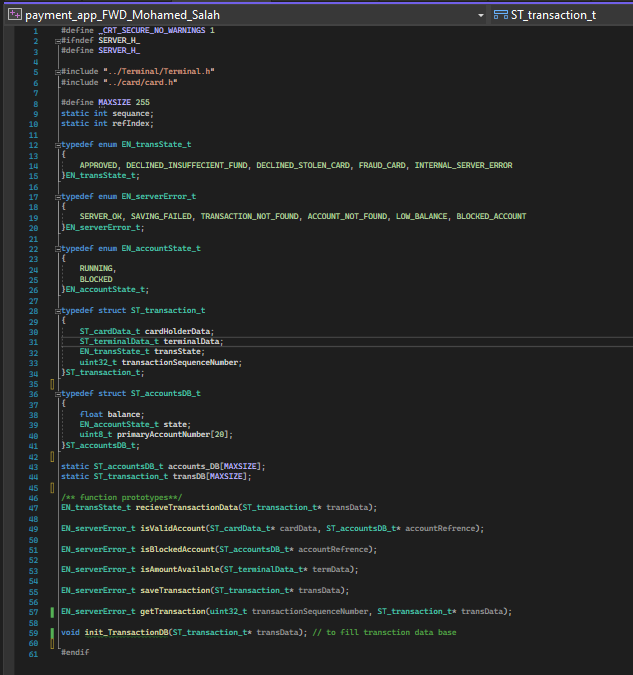 payment_app_FWD_Mohamed_Salah ST_transaction_t
1 #define _CRT_SECURE_NO_WARNINGS 1
2 #ifndef SERVER_H_
3 #define SERVER_H_
4
5 #include "../Terminal/Terminal.h"
6 #include "../card/card.h"
7
8 #define MAXSIZE 255
9 static int sequance;
10 static int refIndex;
11
12 typedef enum EN_transState_t
13 {
14 APPROVED, DECLINED_INSUFFECIENT_FUND, DECLINED_STOLEN_CARD, FRAUD_CARD, INTERNAL_SERVER_ERROR
15 }EN_transState_t;
16
17 typedef enum EN_serverError_t
18 {
19 SERVER_OK, SAVING_FAILED, TRANSACTION_NOT_FOUND, ACCOUNT_NOT_FOUND, LOW_BALANCE, BLOCKED_ACCOUNT
20 }EN_serverError_t;
21
22 typedef enum EN_accountState_t
23 {
24 RUNNING,
25 BLOCKED
26 }EN_accountState_t;
27
28 typedef struct ST_transaction_t
29 {
30 ST_cardData_t cardHolderData;
31 ST_terminalData_t terminalData;
32 EN_transState_t transState;
33 uint32_t transactionSequenceNumber;
34 }ST_transaction_t;
35
36 typedef struct ST_accountsDB_t
37 {
38 float balance;
39 EN_accountState_t state;
40 uint8_t primaryAccountNumber[20];
41 }ST_accountsDB_t;
42
43 static ST_accountsDB_t accounts_DB[MAXSIZE];
44 static ST_transaction_t transDB[MAXSIZE];
45
46 /** function prototypes**/
47 EN_transState_t recieveTransactionData(ST_transaction_t* transData);
48
49 EN_serverError_t isValidAccount(ST_cardData_t* cardData, ST_accountsDB_t* accountRefrence);
50
51 EN_serverError_t isBlockedAccount(ST_accountsDB_t* accountRefrence);
52
53 EN_serverError_t isAmountAvailable(ST_terminalData_t* termData);
54
55 EN_serverError_t saveTransaction(ST_transaction_t* transData);
56
57 EN_serverError_t getTransaction(uint32_t transactionSequenceNumber, ST_transaction_t* transData);
58
59 void init_TransactionDB(ST_transaction_t* transData); // to fill transction data base
60
61 #endif